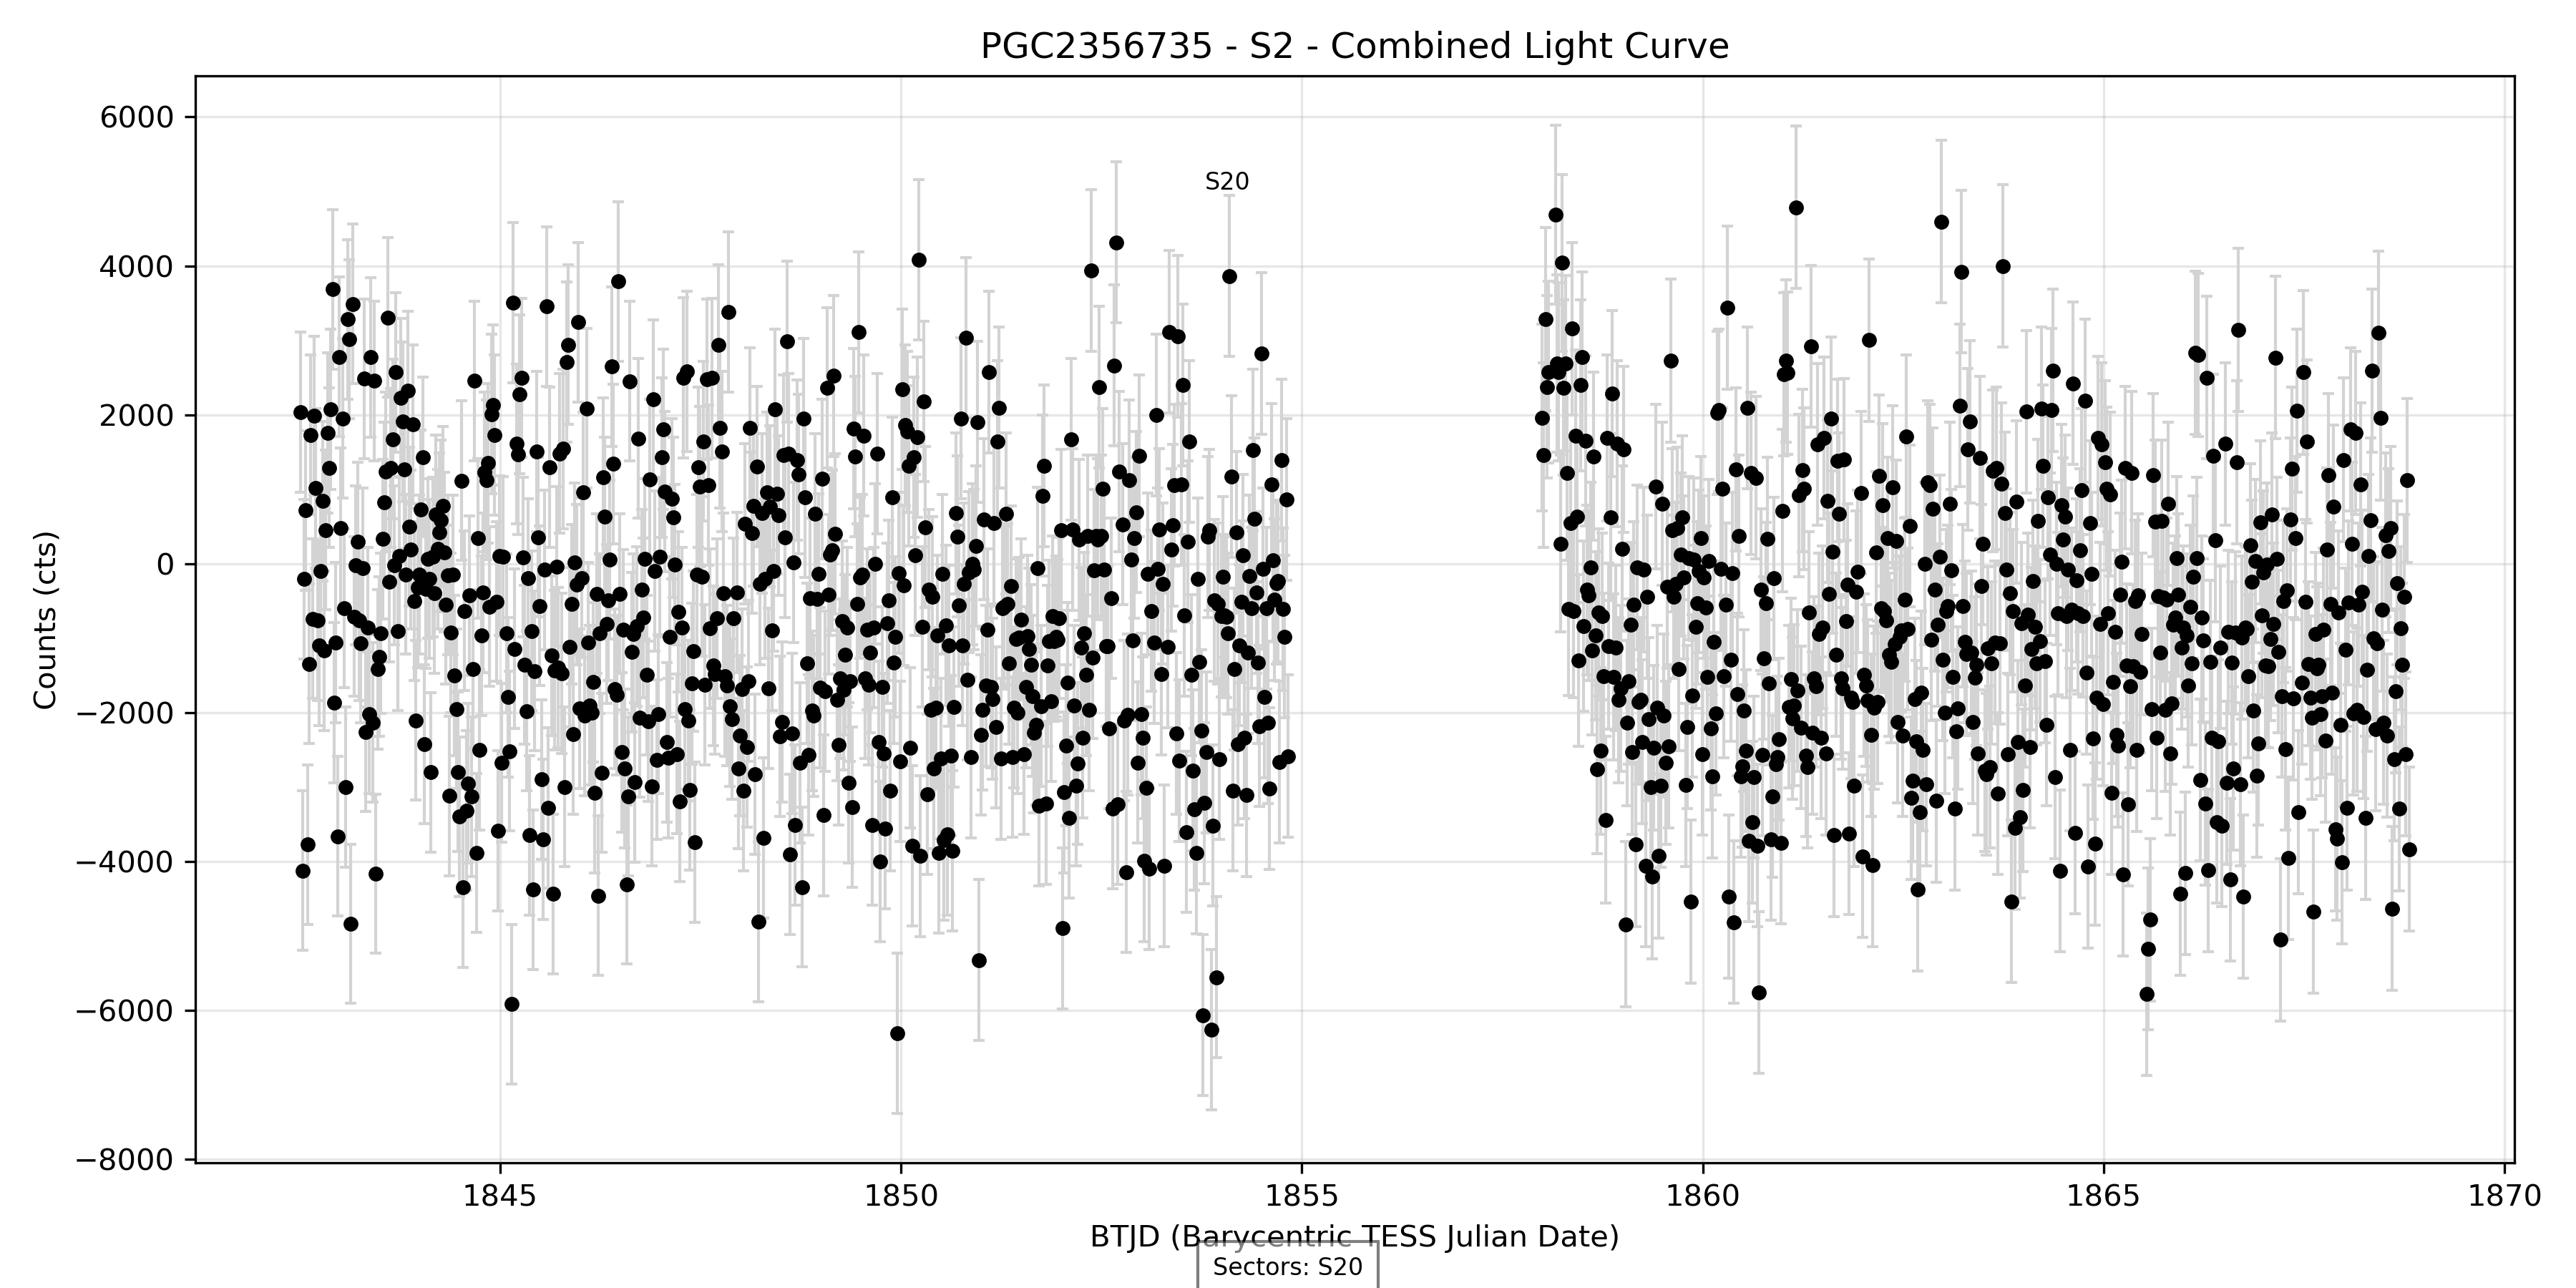 PGC2356735 - S2 - Combined Light Curve
6000
4000
2000
0
−2000
−4000
−6000
−8000
Counts (cts)
S20
1845
1850
1855
1860
1865
1870
BTJD (Barycentric TESS Julian Date)
Sectors: S20